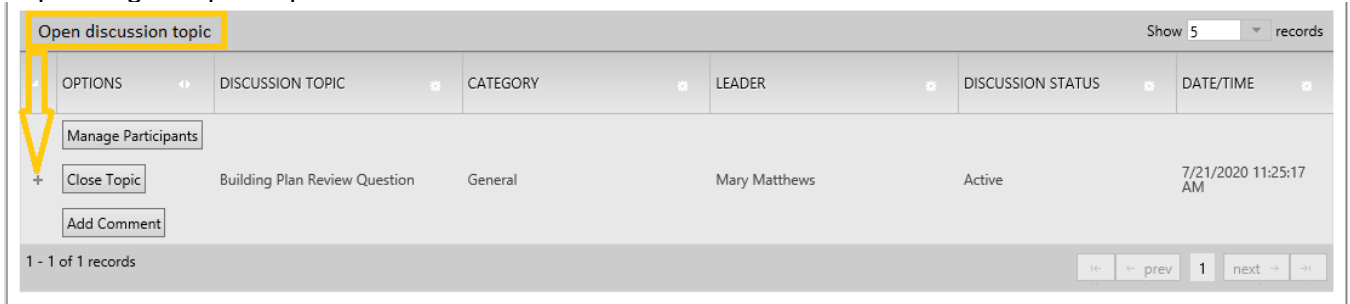 Open discussion topic Show 5 records
OPTIONS DISCUSSION TOPIC CATEGORY LEADER DISCUSSION STATUS DATE/TIME
Manage Participants
+ Close Topic Building Plan Review Question General Mary Matthews Active 7/21/2020 11:25:17
AM
Add Comment
1 - 1 of 1 records ← prev 1 next →